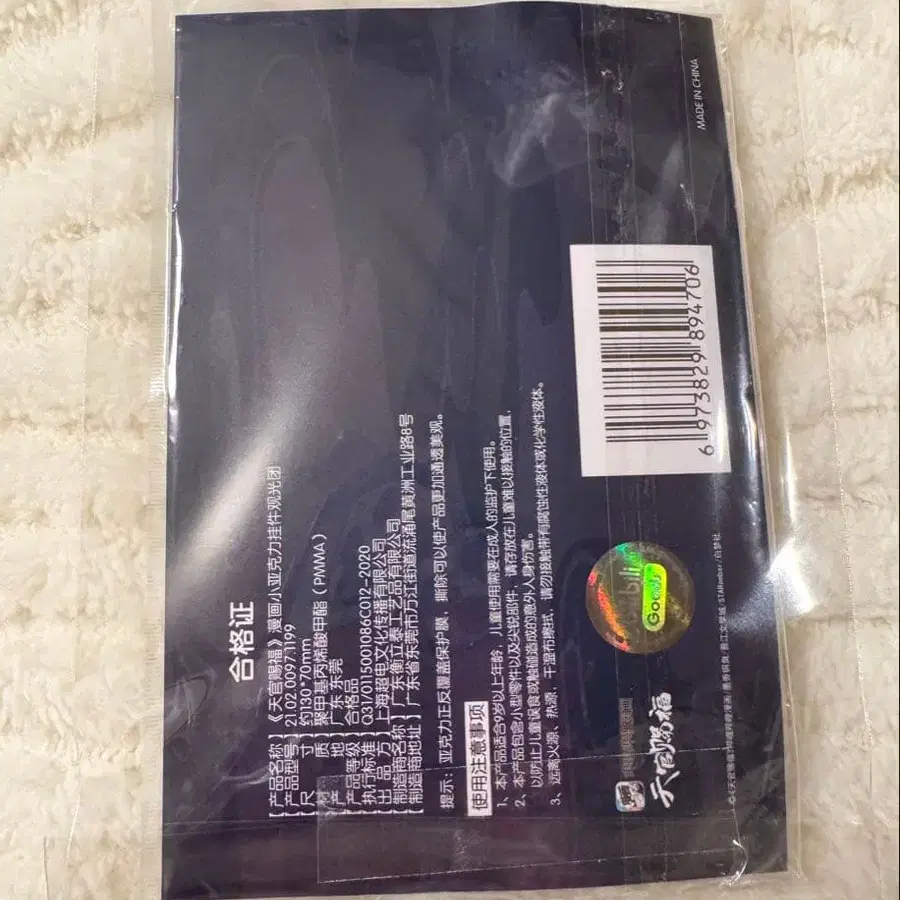 合格证
【产品名称】《天官赐福》漫画小亚克力挂件观光团
【产品型号】21.02.0097.1199
【尺 寸】约130*70mm
【材 质】聚甲基丙烯酸甲酯（PMMA）
【产 地】广东东莞
【产品等级】合格品
【执行标准】Q31/0115001086C012-2020
【出 品 方】上海超电文化传播有限公司
【制造商名称】广东衡立泰工艺品有限公司
【制造商地址】广东省东莞市万江街道流涌尾黄洲工业路8号
提示：亚克力正反覆盖保护膜，撕除可以使产品更加通透美观。
使用注意事项
1、本产品适合9岁以上年龄，儿童使用需要在成人的监护下使用。
2、本产品包含小型零件以及尖锐部件，请存放在儿童难以接触的位置，
以防止儿童误食或触碰造成的意外人身伤害。
3、远离火源、热源，干湿布擦拭，请勿接触带有腐蚀性液体或化学性液体。
天官赐福
bili
Goods
6 973829 894706
MADE IN CHINA